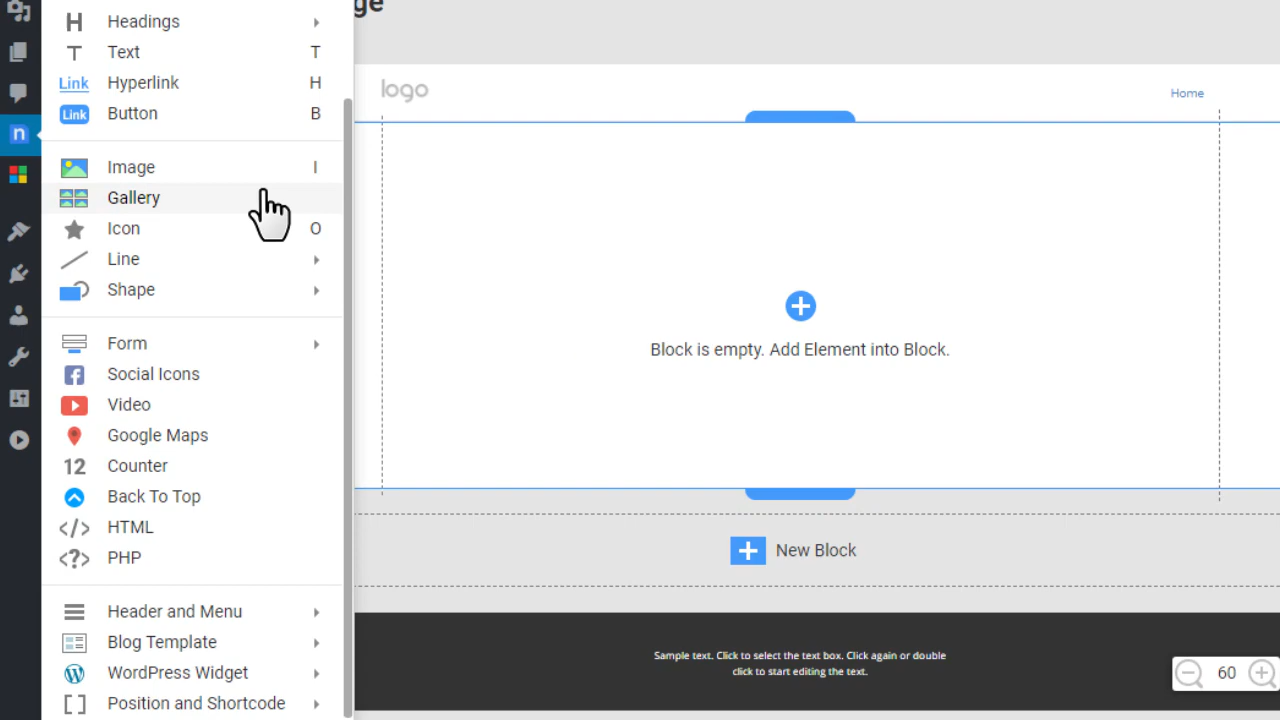 ge
H Headings
T Text T
Link Hyperlink H
Link Button B
n
Image I
Gallery
Icon O
Line
Shape
Form
f Social Icons
Video
Google Maps
12 Counter
Back To Top
</> HTML
<?> PHP
Header and Menu
Blog Template
WordPress Widget
[ ] Position and Shortcode
logo
Home
Block is empty. Add Element into Block.
New Block
Sample text. Click to select the text box. Click again or double
click to start editing the text.
60